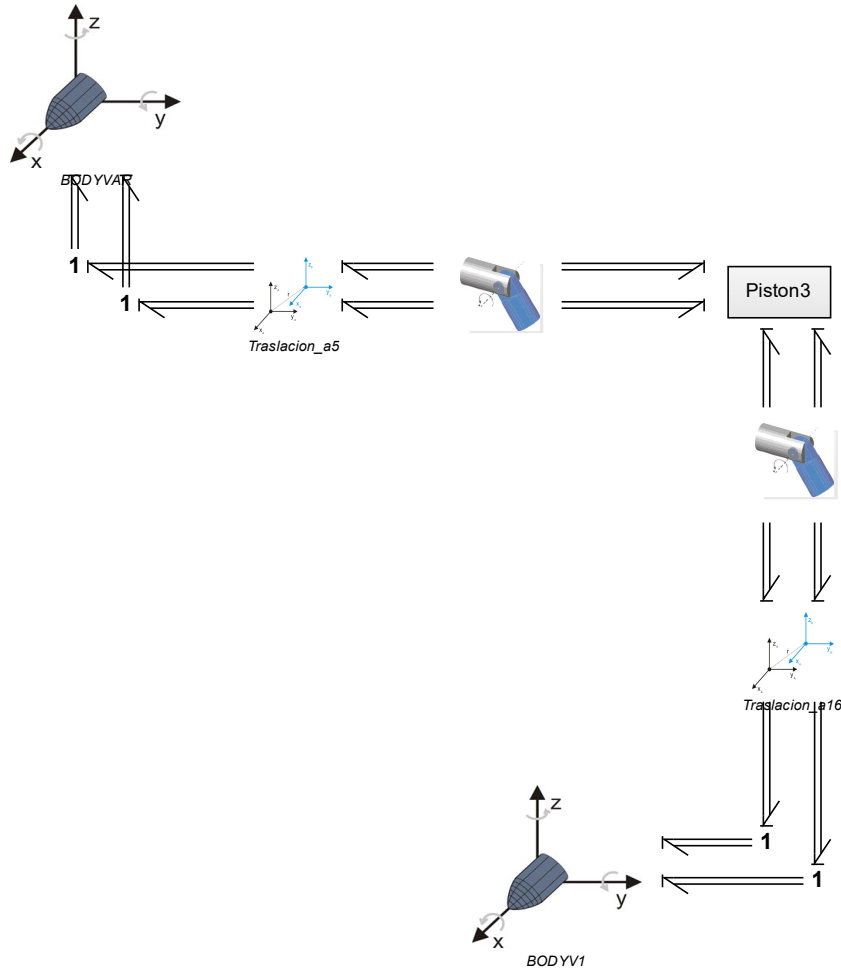 z
y
x
BODYVAR
1
1
Traslacion_a5
Piston3
Traslacion_a16
1
1
z
y
x
BODYV1